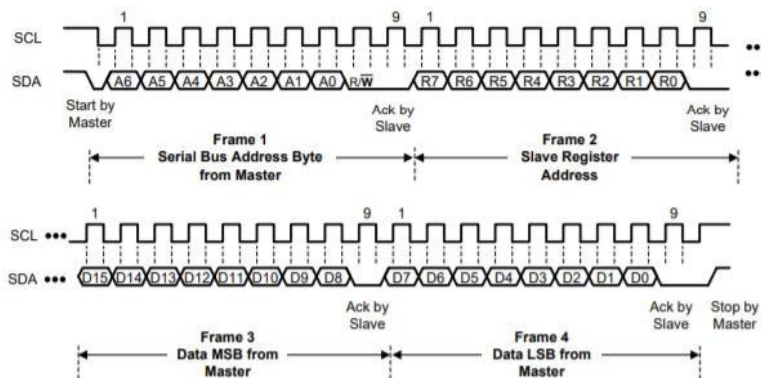 1 9 1 9
SCL
SDA A6 A5 A4 A3 A2 A1 A0 R/W̅ R7 R6 R5 R4 R3 R2 R1 R0
Start by Ack by Ack by
Master Slave Slave
Frame 1 Frame 2
Serial Bus Address Byte Slave Register
from Master Address
1 9 1 9
SCL •••
SDA ••• D15 D14 D13 D12 D11 D10 D9 D8 D7 D6 D5 D4 D3 D2 D1 D0
Ack by Ack by Stop by
Slave Slave Master
Frame 3 Frame 4
Data MSB from Data LSB from
Master Master